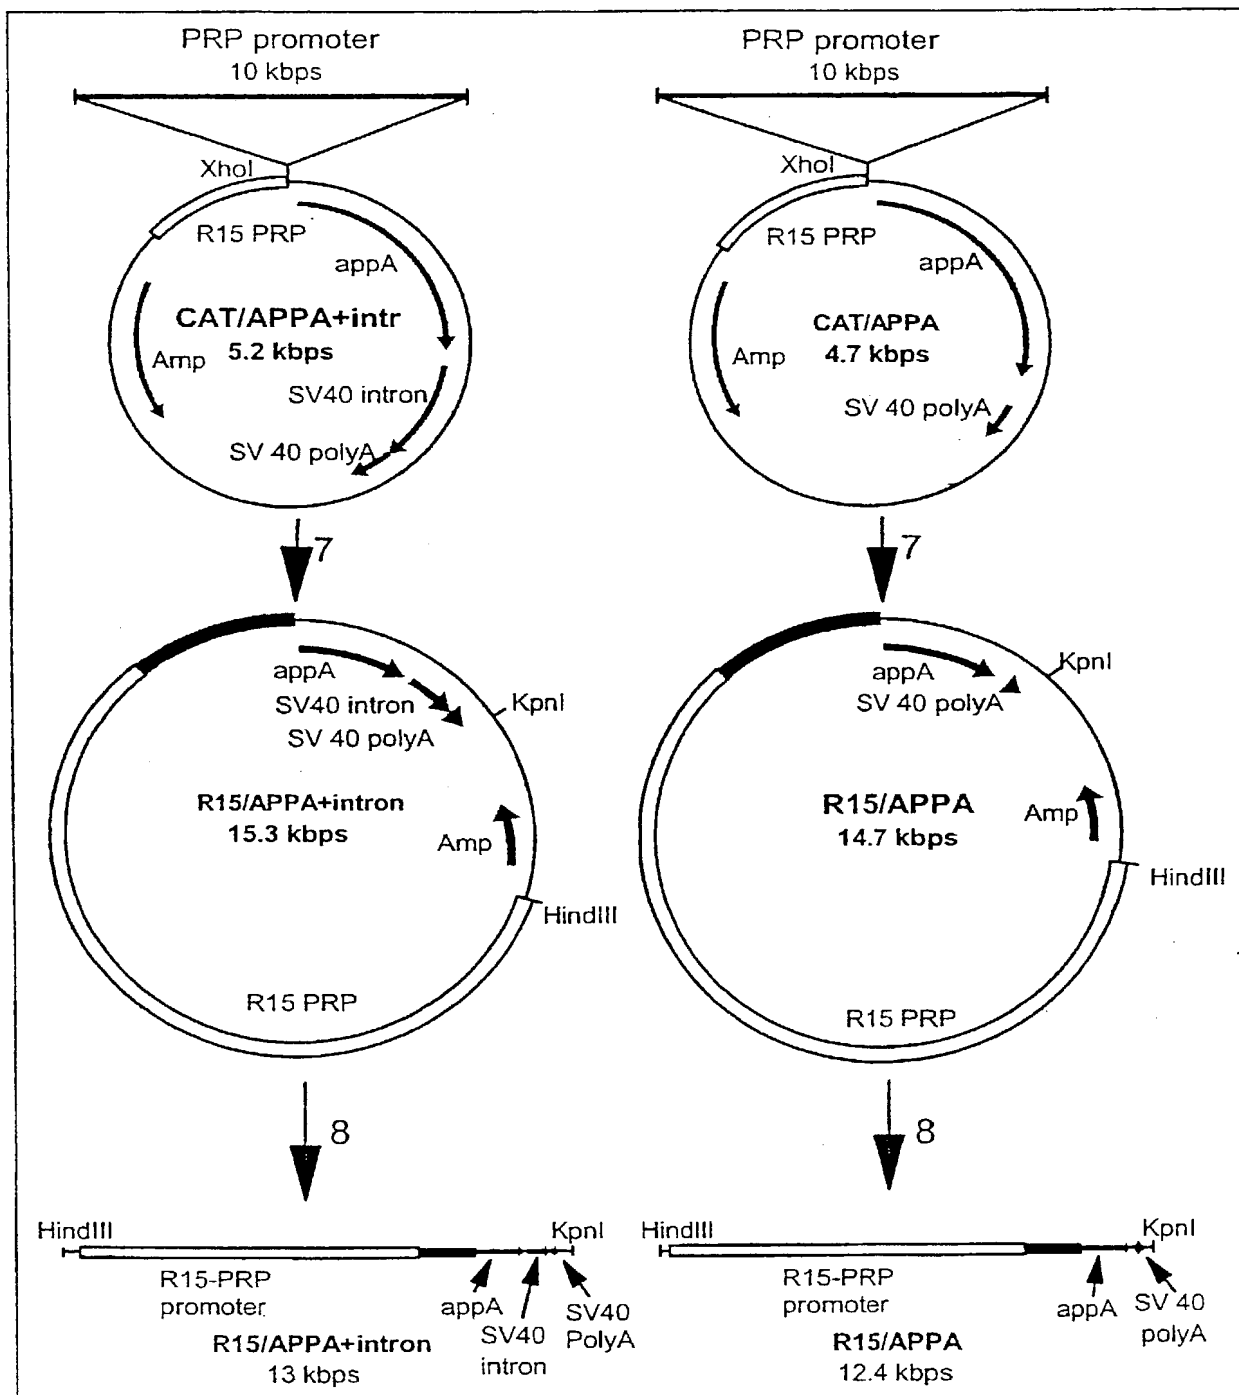 PRP promoter
10 kbps
XhoI
R15 PRP
appA
CAT/APPA+intr
5.2 kbps
Amp
SV40 intron
SV 40 polyA
7
appA
SV40 intron
SV 40 polyA
KpnI
R15/APPA+intron
15.3 kbps
Amp
HindIII
R15 PRP
8
HindIII
KpnI
R15-PRP
promoter
appA
SV40
intron
SV40
PolyA
R15/APPA+intron
13 kbps
PRP promoter
10 kbps
XhoI
R15 PRP
appA
CAT/APPA
4.7 kbps
Amp
SV 40 polyA
7
appA
SV 40 polyA
KpnI
R15/APPA
14.7 kbps
Amp
HindIII
R15 PRP
8
HindIII
KpnI
R15-PRP
promoter
appA
SV 40
polyA
R15/APPA
12.4 kbps